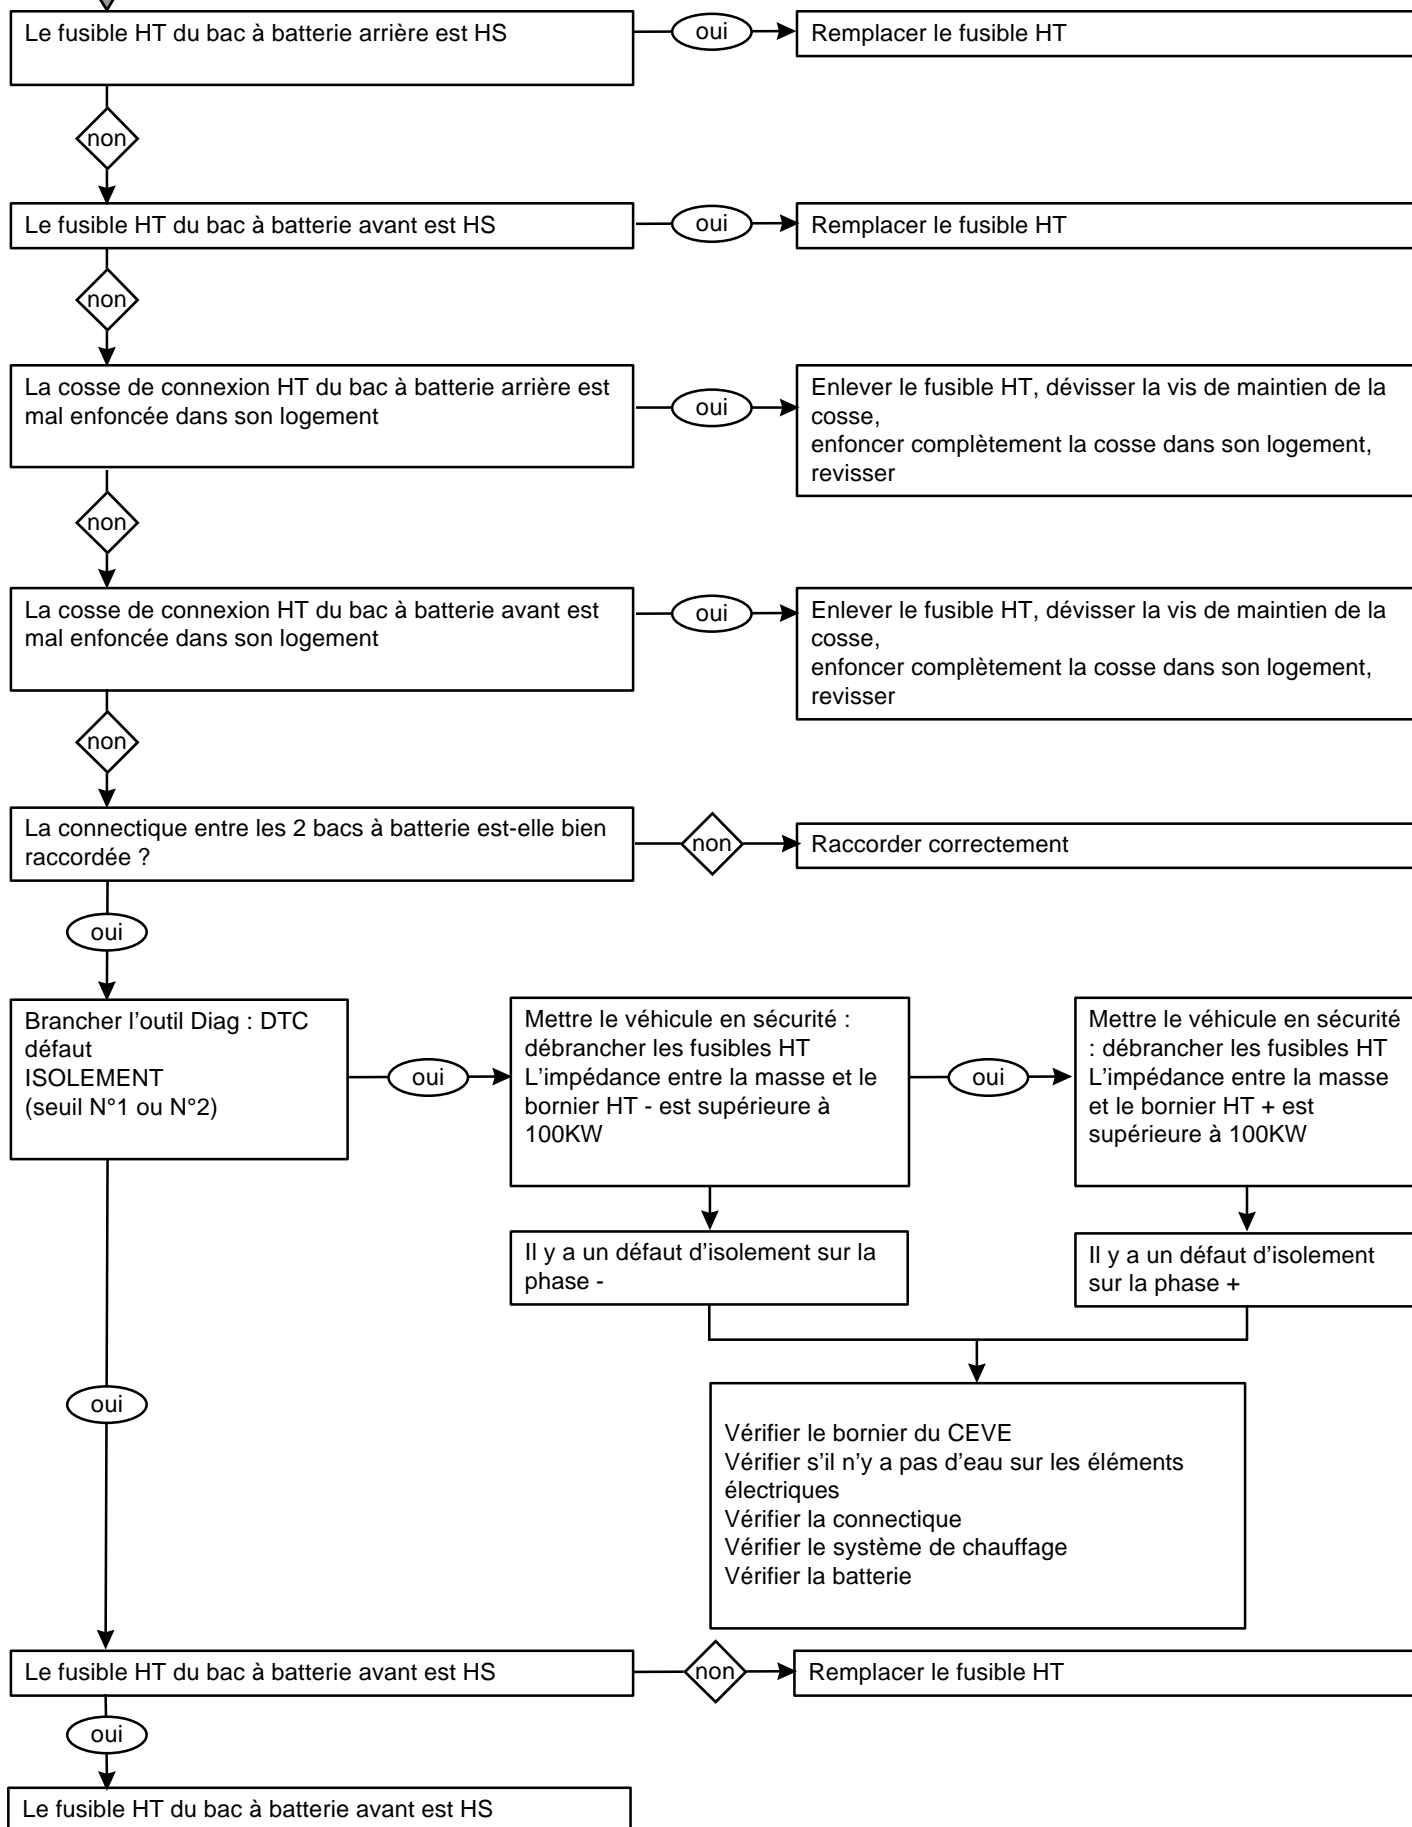 Le fusible HT du bac à batterie arrière est HS
oui
Remplacer le fusible HT
non
Le fusible HT du bac à batterie avant est HS
oui
Remplacer le fusible HT
non
La cosse de connexion HT du bac à batterie arrière est
mal enfoncée dans son logement
oui
Enlever le fusible HT, dévisser la vis de maintien de la
cosse,
enfoncer complètement la cosse dans son logement,
revisser
non
La cosse de connexion HT du bac à batterie avant est
mal enfoncée dans son logement
oui
Enlever le fusible HT, dévisser la vis de maintien de la
cosse,
enfoncer complètement la cosse dans son logement,
revisser
non
La connectique entre les 2 bacs à batterie est-elle bien
raccordée ?
non
Raccorder correctement
oui
Brancher l'outil Diag : DTC
défaut
ISOLEMENT
(seuil N°1 ou N°2)
oui
Mettre le véhicule en sécurité :
débrancher les fusibles HT
L'impédance entre la masse et le
bornier HT - est supérieure à
100KW
oui
Mettre le véhicule en sécurité
: débrancher les fusibles HT
L'impédance entre la masse
et le bornier HT + est
supérieure à 100KW
Il y a un défaut d'isolement sur la
phase -
Il y a un défaut d'isolement
sur la phase +
oui
Vérifier le bornier du CEVE
Vérifier s'il n'y a pas d'eau sur les éléments
électriques
Vérifier la connectique
Vérifier le système de chauffage
Vérifier la batterie
Le fusible HT du bac à batterie avant est HS
non
Remplacer le fusible HT
oui
Le fusible HT du bac à batterie avant est HS